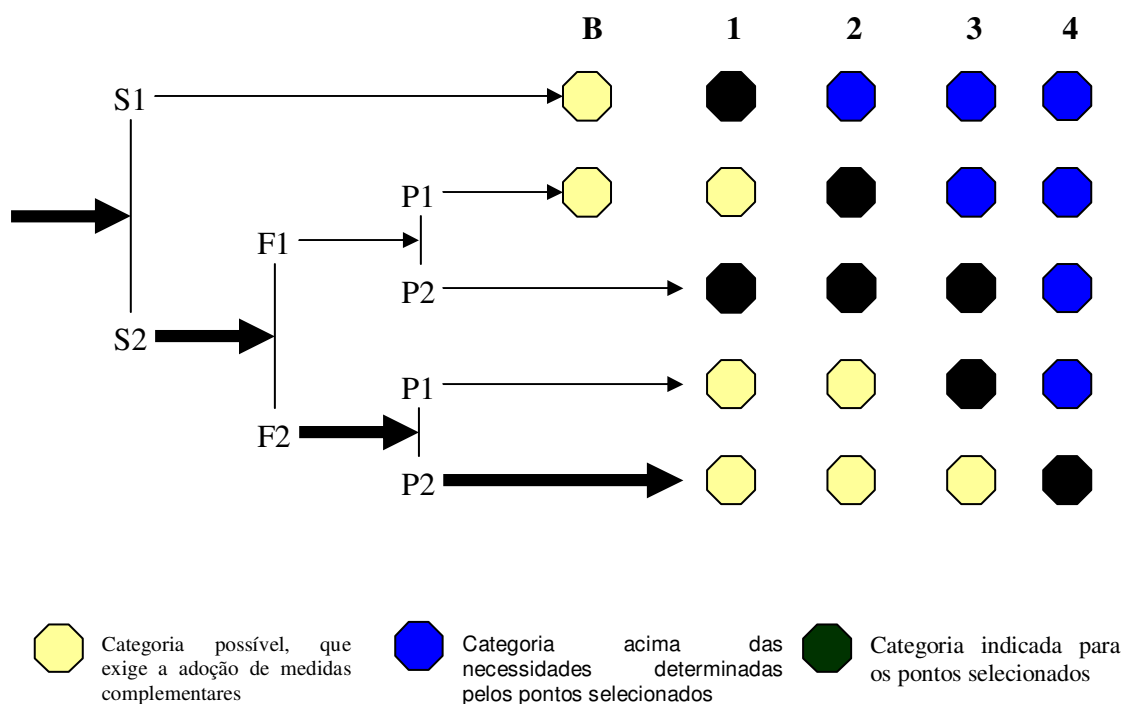 B 1 2 3 4
S1
P1
F1
P2
S2
P1
F2
P2
Categoria possível, que
exige a adoção de medidas
complementares
Categoria acima das
necessidades determinadas
pelos pontos selecionados
Categoria indicada para
os pontos selecionados